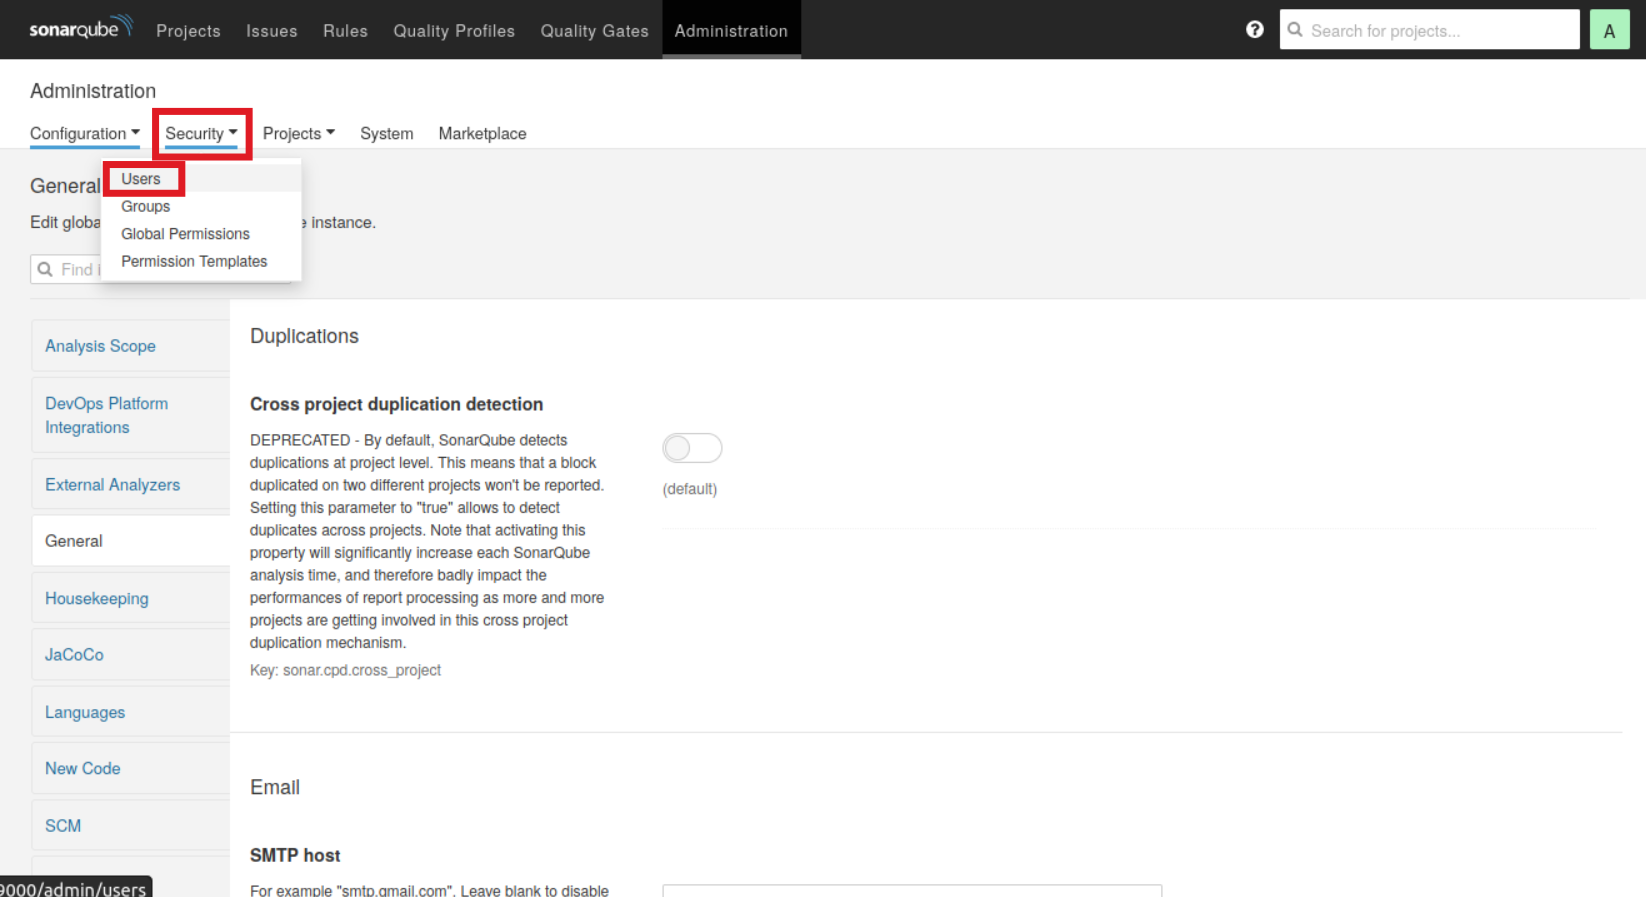 sonarqube Projects Issues Rules Quality Profiles Quality Gates Administration Search for projects... A
Administration
Configuration Security Projects System Marketplace
General
Users
Groups
Edit globa e instance.
Global Permissions
Permission Templates
Find i
Analysis Scope
DevOps Platform
Integrations
External Analyzers
General
Housekeeping
JaCoCo
Languages
New Code
SCM
Duplications
Cross project duplication detection
DEPRECATED - By default, SonarQube detects
duplications at project level. This means that a block
duplicated on two different projects won't be reported.
Setting this parameter to "true" allows to detect
duplicates across projects. Note that activating this
property will significantly increase each SonarQube
analysis time, and therefore badly impact the
performances of report processing as more and more
projects are getting involved in this cross project
duplication mechanism.
Key: sonar.cpd.cross_project
(default)
Email
SMTP host
For example "smtp.gmail.com". Leave blank to disable
9000/admin/users